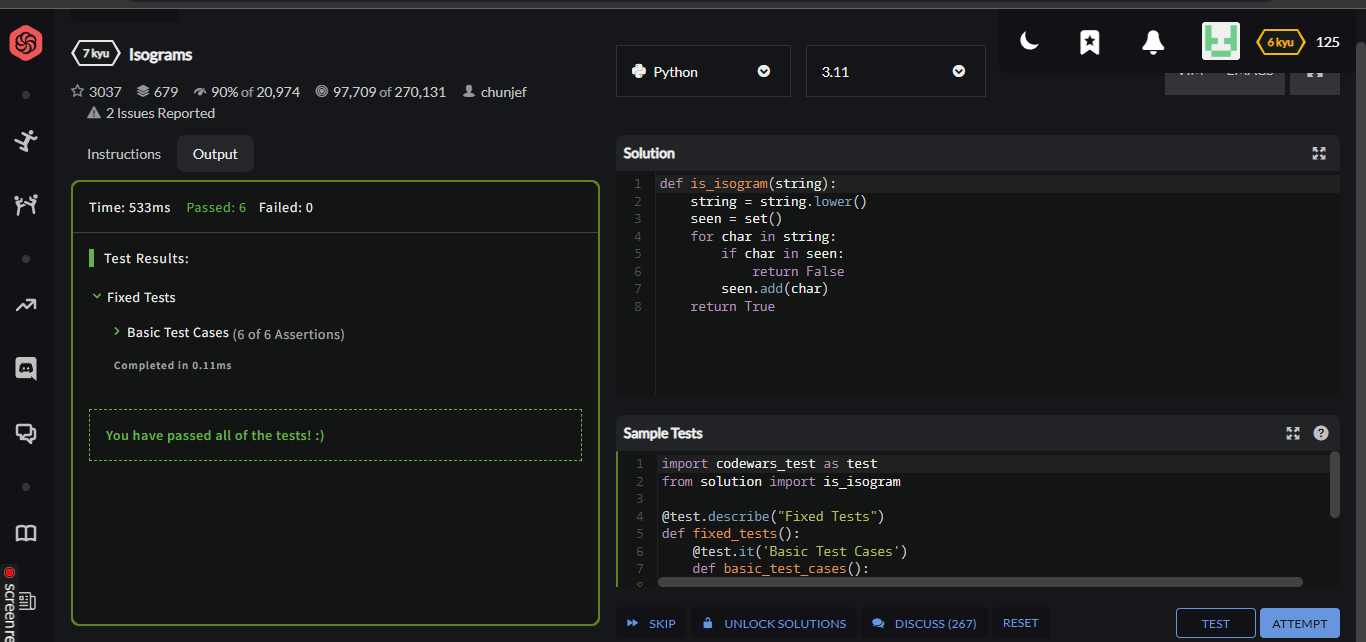 7 kyu Isograms
3037 679 90% of 20,974 97,709 of 270,131 chunjef
2 Issues Reported
Instructions Output
Time: 533ms Passed: 6 Failed: 0
Test Results:
Fixed Tests
Basic Test Cases (6 of 6 Assertions)
Completed in 0.11ms
You have passed all of the tests! :)
6 kyu 125
Python 3.11
VIM EMACS
Solution
1 def is_isogram(string):
2     string = string.lower()
3     seen = set()
4     for char in string:
5         if char in seen:
6             return False
7         seen.add(char)
8     return True
Sample Tests
1 import codewars_test as test
2 from solution import is_isogram
3
4 @test.describe("Fixed Tests")
5 def fixed_tests():
6     @test.it('Basic Test Cases')
7     def basic_test_cases():
SKIP UNLOCK SOLUTIONS DISCUSS (267) RESET TEST ATTEMPT